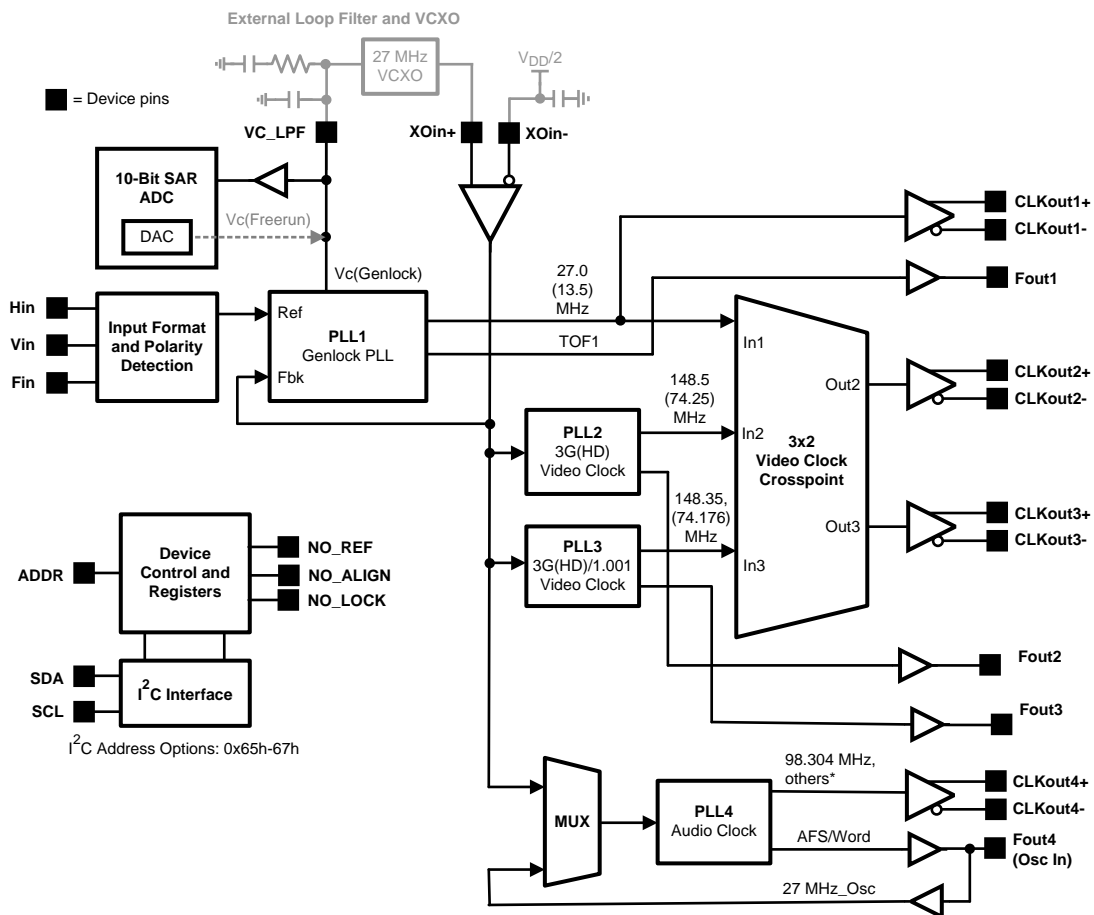 External Loop Filter and VCXO
27 MHz
VCXO
VDD/2
= Device pins
VC_LPF
XOin+
XOin-
10-Bit SAR
ADC
DAC
Vc(Freerun)
Vc(Genlock)
CLKout1+
CLKout1-
Fout1
Hin
Vin
Fin
Input Format
and Polarity
Detection
Ref
Fbk
PLL1
Genlock PLL
27.0
(13.5)
MHz
TOF1
148.5
(74.25)
MHz
PLL2
3G(HD)
Video Clock
148.35,
(74.176)
MHz
PLL3
3G(HD)/1.001
Video Clock
In1
In2
In3
3x2
Video Clock
Crosspoint
Out2
Out3
CLKout2+
CLKout2-
CLKout3+
CLKout3-
Fout2
Fout3
ADDR
Device
Control and
Registers
NO_REF
NO_ALIGN
NO_LOCK
SDA
SCL
I2C Interface
I2C Address Options: 0x65h-67h
MUX
PLL4
Audio Clock
98.304 MHz,
others*
AFS/Word
27 MHz_Osc
CLKout4+
CLKout4-
Fout4
(Osc In)